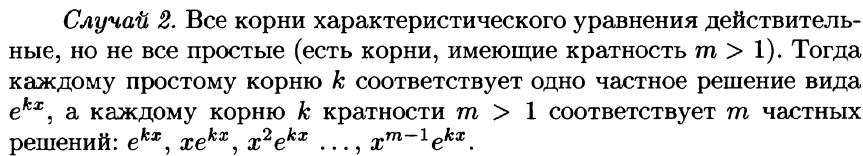 Случай 2. Все корни характеристического уравнения действитель-
ные, но не все простые (есть корни, имеющие кратность m > 1). Тогда
каждому простому корню k соответствует одно частное решение вида
e^{kx}, а каждому корню k кратности m > 1 соответствует m частных
решений: e^{kx}, xe^{kx}, x^2e^{kx} ..., x^{m-1}e^{kx}.